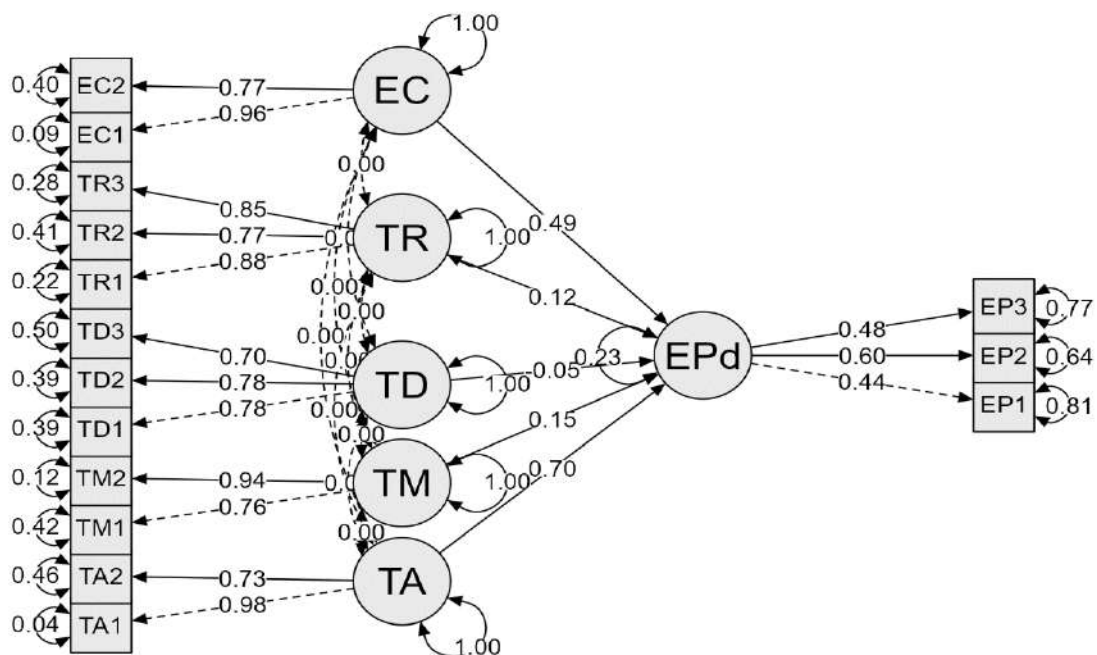 1.00
EC
0.40 EC2 0.77
0.09 EC1 0.96
0.00
0.28 TR3 0.85
0.49
0.41 TR2 0.77
TR
1.00
0.22 TR1 0.88
0.12
0.00
0.00
0.00
0.50 TD3 0.70
EP3 0.77
0.48
0.23 EPd
0.60 EP2 0.64
0.05
0.39 TD2 0.78
TD
1.00
0.44 EP1 0.81
0.39 TD1 0.78
0.00
0.00
0.15
0.12 TM2 0.94
TM
1.00
0.70
0.42 TM1 0.76
0.00
0.46 TA2 0.73
TA
0.04 TA1 0.98
1.00